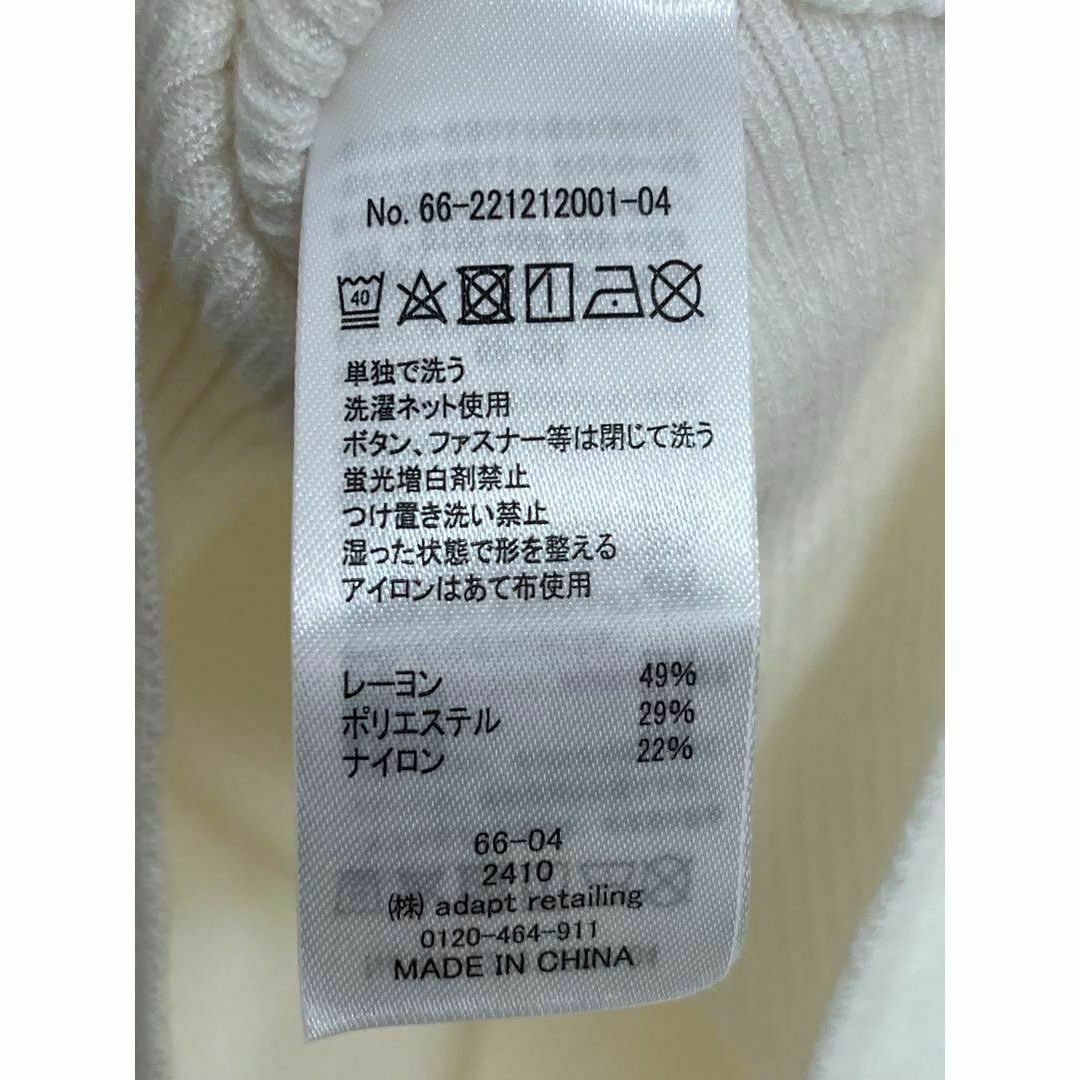 No. 66-221212001-04
40
単独で洗う
洗濯ネット使用
ボタン、ファスナー等は閉じて洗う
蛍光増白剤禁止
つけ置き洗い禁止
湿った状態で形を整える
アイロンはあて布使用
レーヨン 49%
ポリエステル 29%
ナイロン 22%
66-04
2410
(株) adapt retailing
0120-464-911
MADE IN CHINA